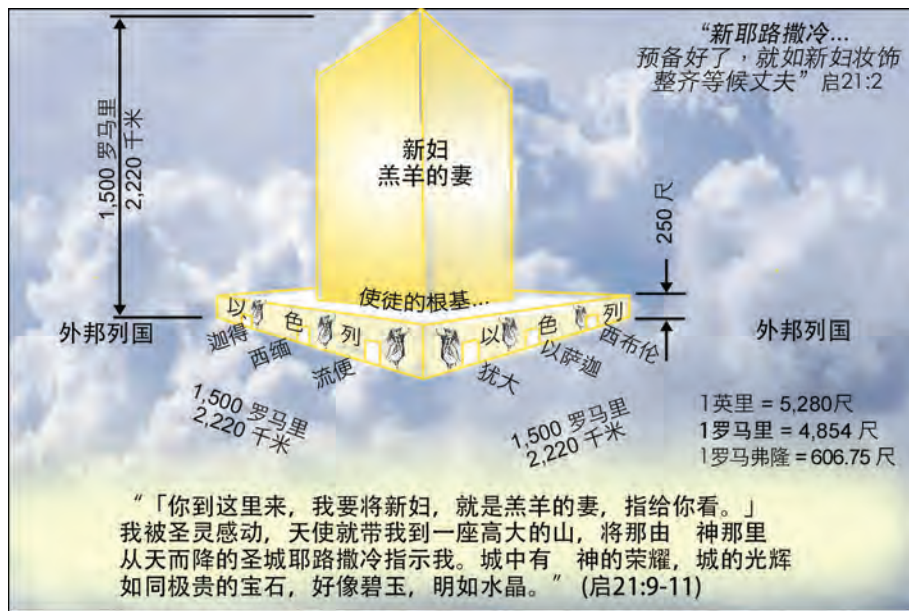 “新耶路撒冷...
预备好了，就如新妇妆饰
整齐等候丈夫” 启21:2
1,500 罗马里
2,220 千米
新妇
羔羊的妻
250 尺
使徒的根基...
以 色 列
以 色 列
外邦列国
迦得
西缅
流便
犹大
以萨迦
西布伦
外邦列国
1,500 罗马里
2,220 千米
1,500 罗马里
2,220 千米
1英里 = 5,280尺
1罗马里 = 4,854 尺
1罗马弗隆 = 606.75 尺
“「你到这里来，我要将新妇，就是羔羊的妻，指给你看。」
我被圣灵感动，天使就带我到一座高大的山，将那由　神那里
从天而降的圣城耶路撒冷指示我。城中有　神的荣耀，城的光辉
如同极贵的宝石，好像碧玉，明如水晶。” (启21:9-11)